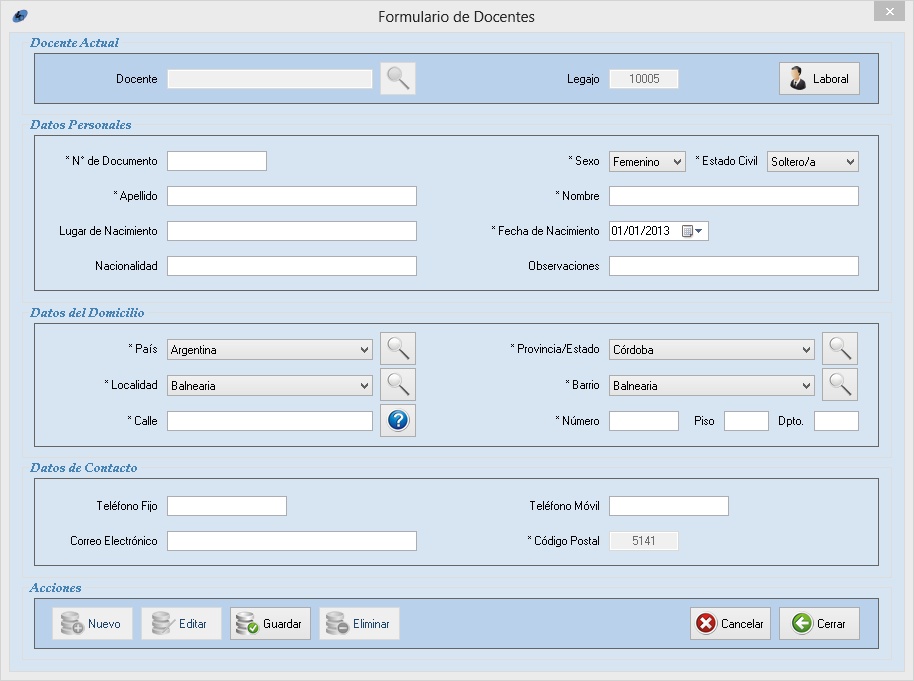 Formulario de Docentes
Docente Actual
Docente Legajo 10005 Laboral
Datos Personales
* N° de Documento * Sexo Femenino * Estado Civil Soltero/a
* Apellido * Nombre
Lugar de Nacimiento * Fecha de Nacimiento 01/01/2013
Nacionalidad Observaciones
Datos del Domicilio
* País Argentina * Provincia/Estado Córdoba
* Localidad Balnearia * Barrio Balnearia
* Calle ? * Número Piso Dpto.
Datos de Contacto
Teléfono Fijo Teléfono Móvil
Correo Electrónico * Código Postal 5141
Acciones
Nuevo Editar Guardar Eliminar Cancelar Cerrar